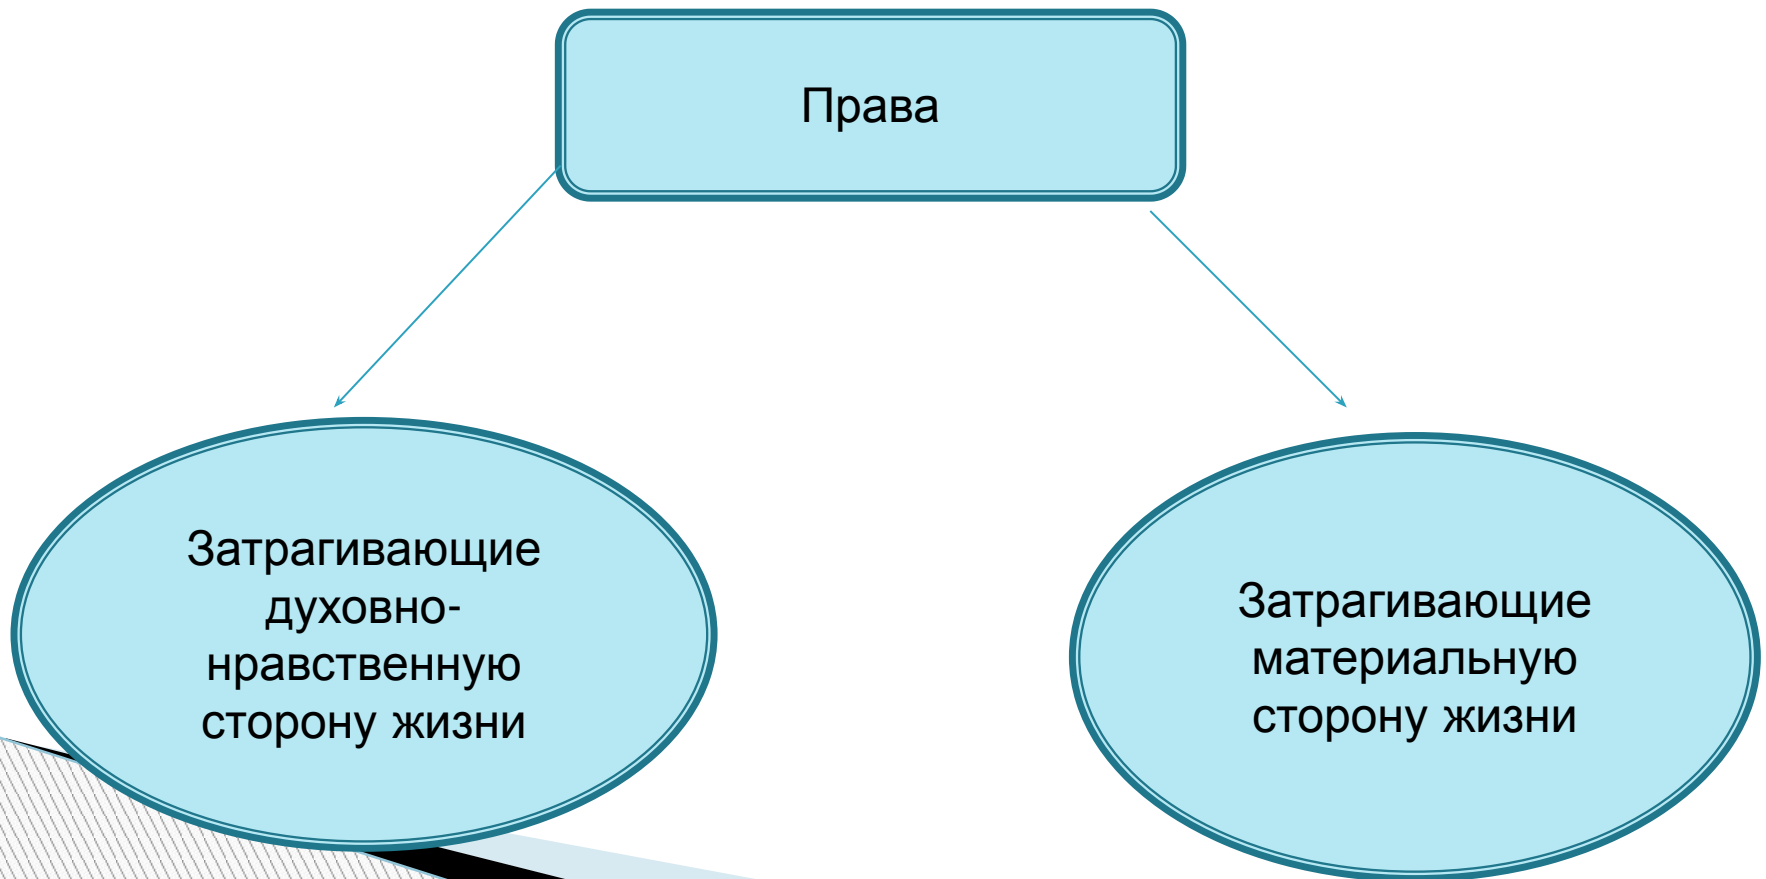 Права
Затрагивающие
духовно-
нравственную
сторону жизни
Затрагивающие
материальную
сторону жизни